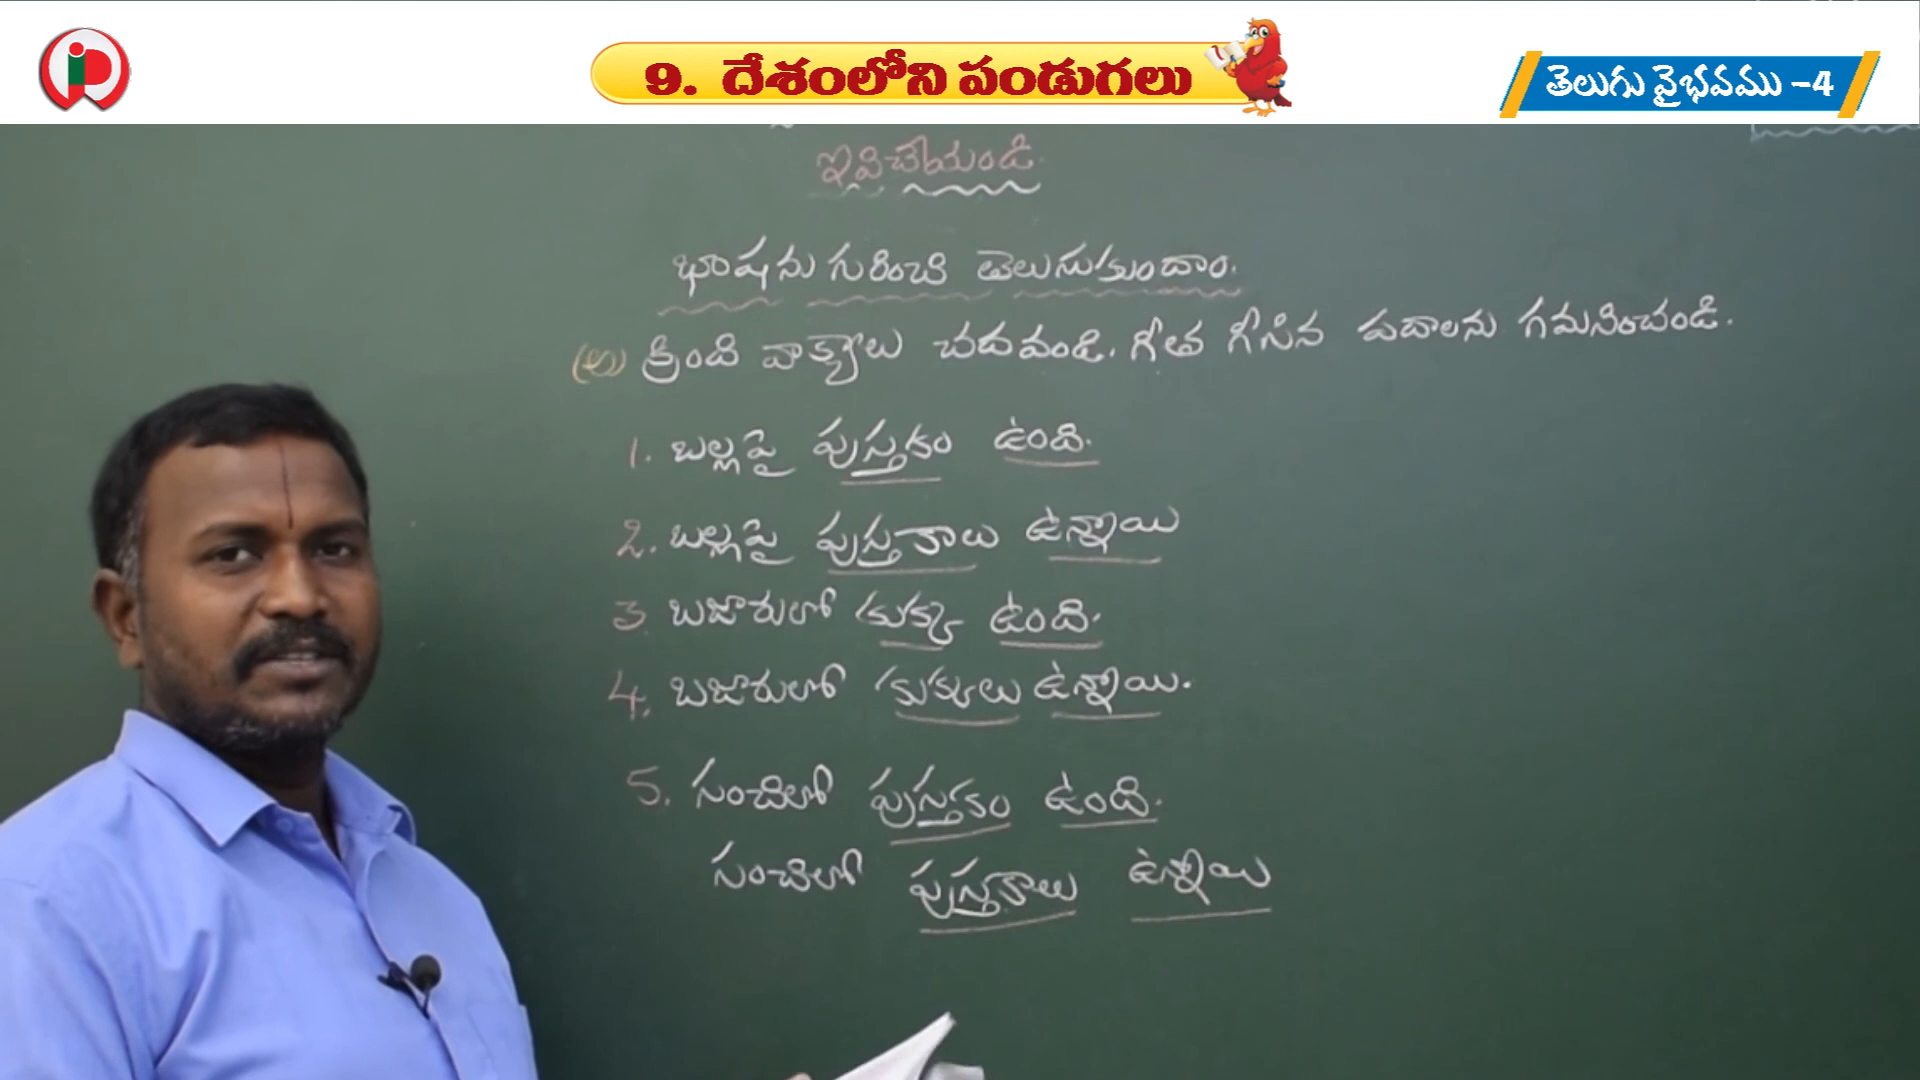 9. దేశంలోని పండుగలు
తెలుగు వైభవము -4
ఇవిచేయండి.
భాషను గురించి తెలుసుకుందాం.
(అ) క్రింది వాక్యాలు చదవండి. గీత గీసిన పదాలను గమనించండి.
1. బల్లపై పుస్తకం ఉంది.
2. బల్లపై పుస్తకాలు ఉన్నాయి
3. బజారులో కుక్క ఉంది.
4. బజారులో కుక్కలు ఉన్నాయి.
5. సంచిలో పుస్తకం ఉంది.
సంచిలో పుస్తకాలు ఉన్నాయి